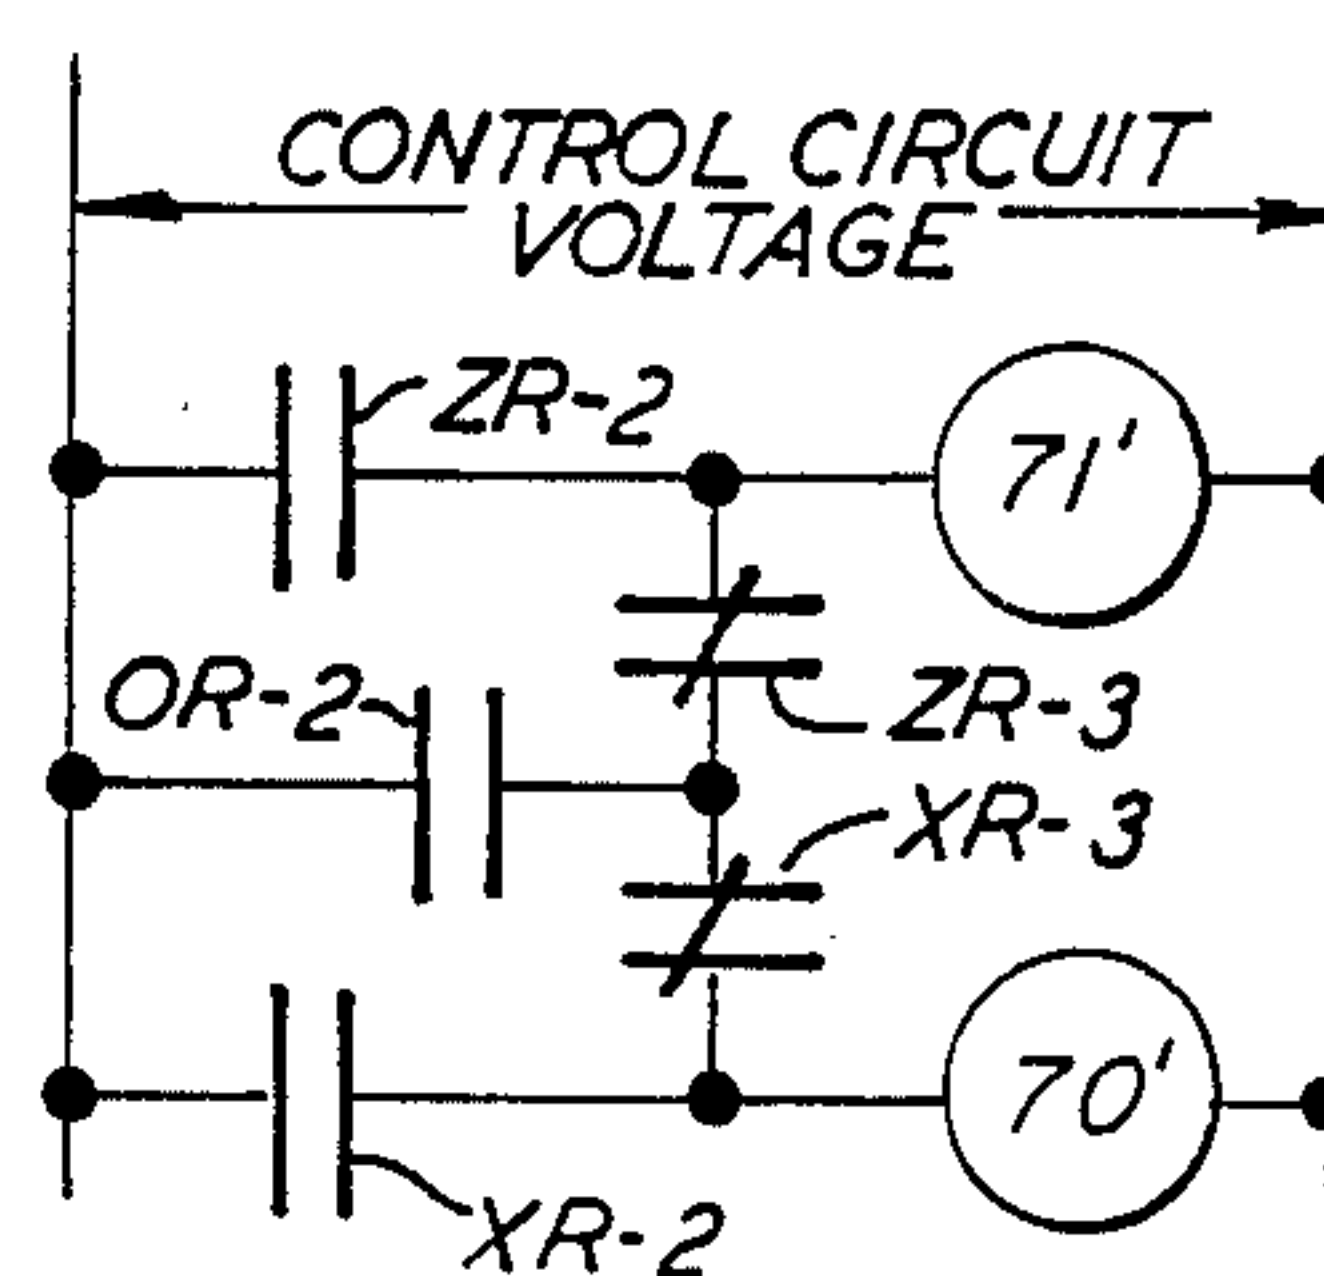 CONTROL CIRCUIT
VOLTAGE
ZR-2
71'
OR-2
ZR-3
XR-3
70'
XR-2